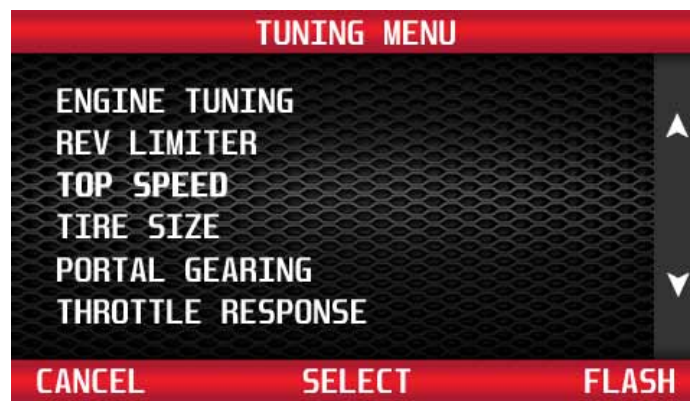 TUNING MENU
ENGINE TUNING
REV LIMITER
TOP SPEED
TIRE SIZE
PORTAL GEARING
THROTTLE RESPONSE
CANCEL SELECT FLASH